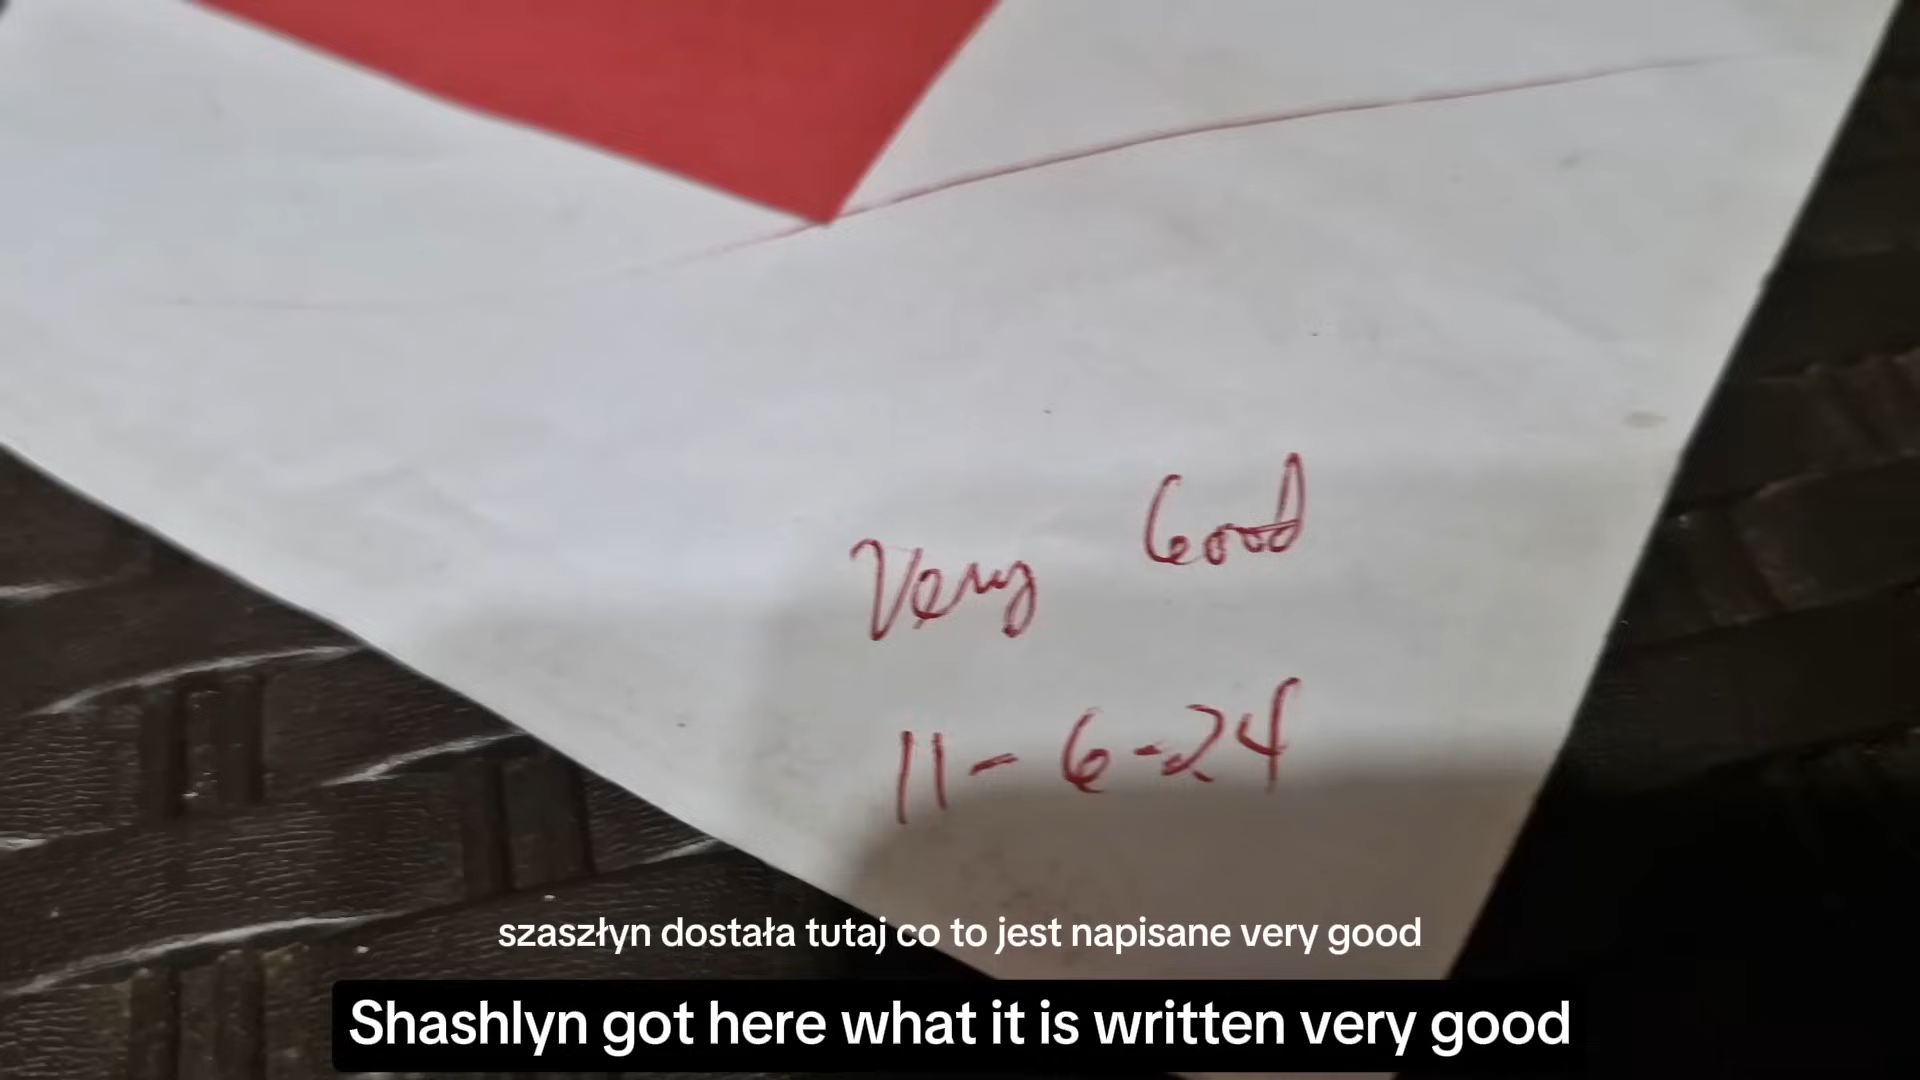 Very Good
11-6-24
szaszłyn dostała tutaj co to jest napisane very good
Shashlyn got here what it is written very good